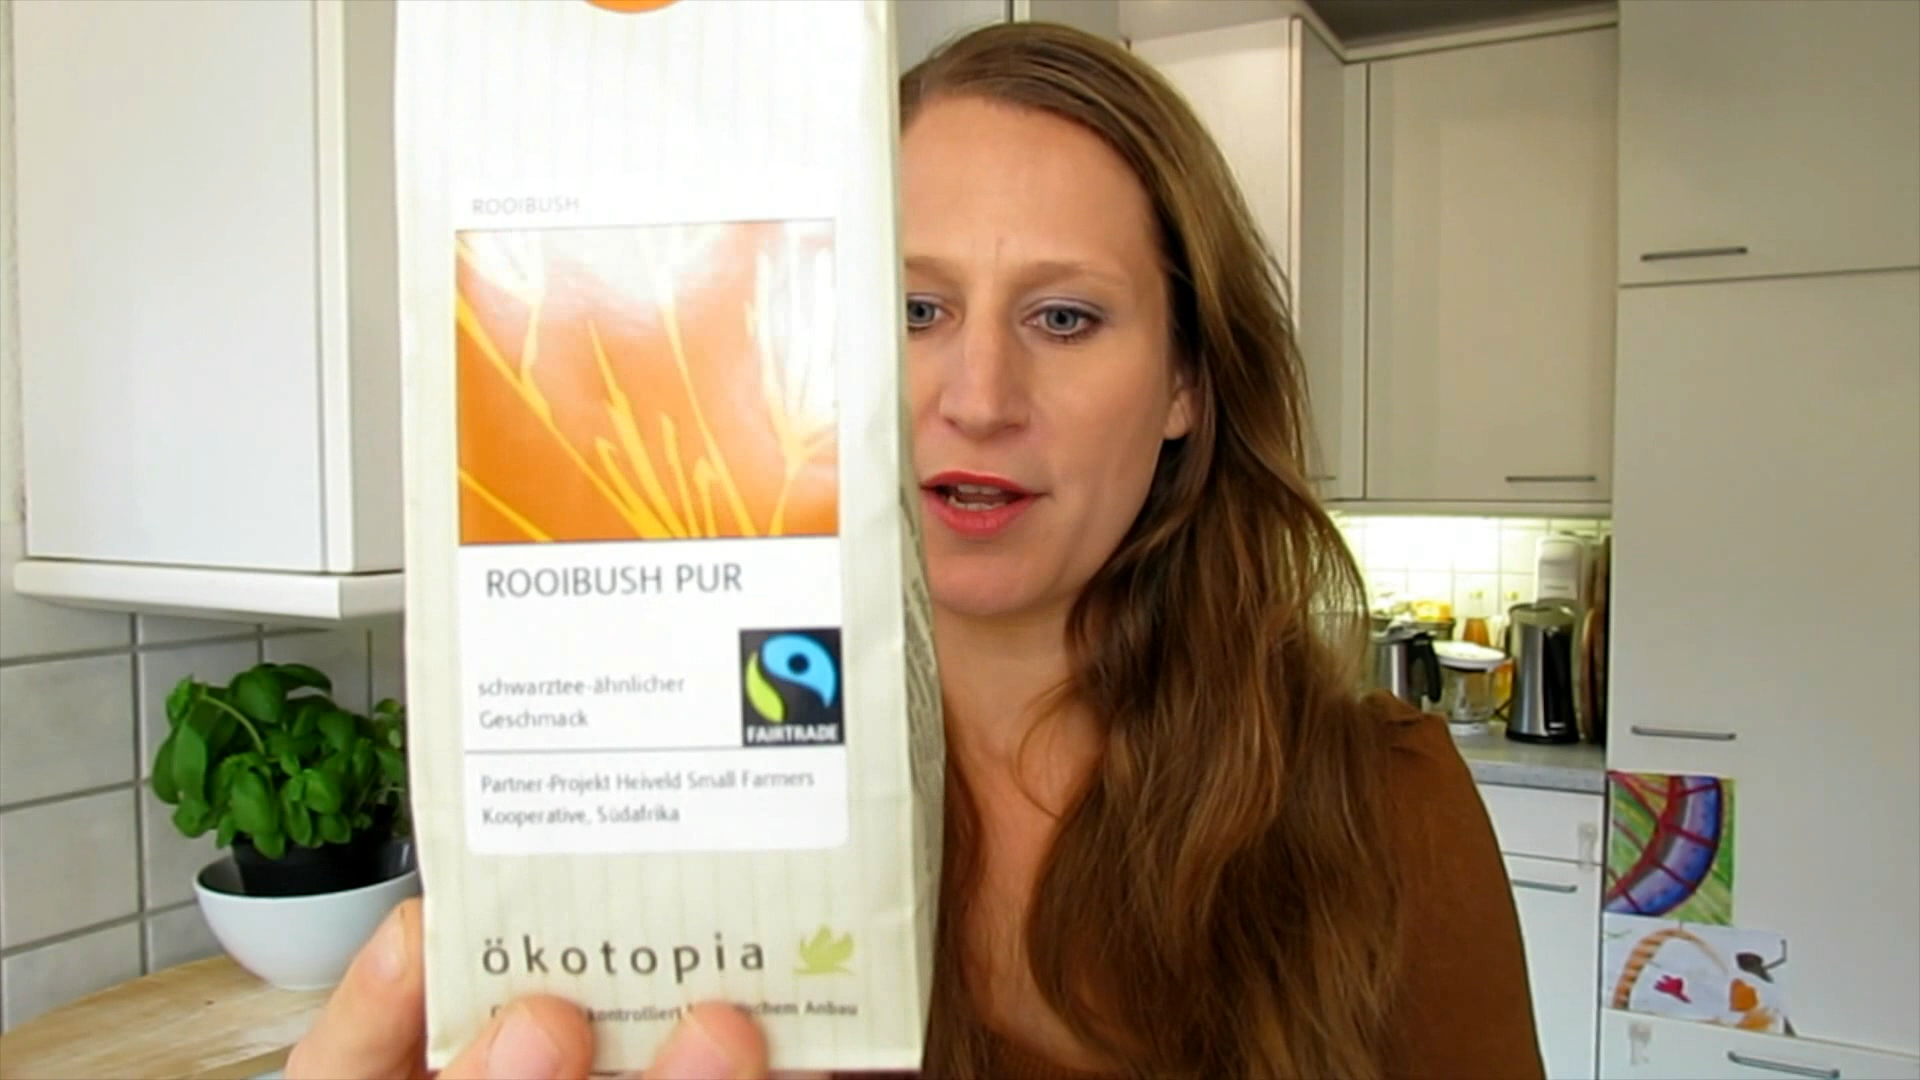 ROOIBUSH
ROOIBUSH PUR
schwarztee-ähnlicher
Geschmack
FAIRTRADE
Partner-Projekt Heiveld Small Farmers
Kooperative, Südafrika
ökotopia
kontrolliert Anbau